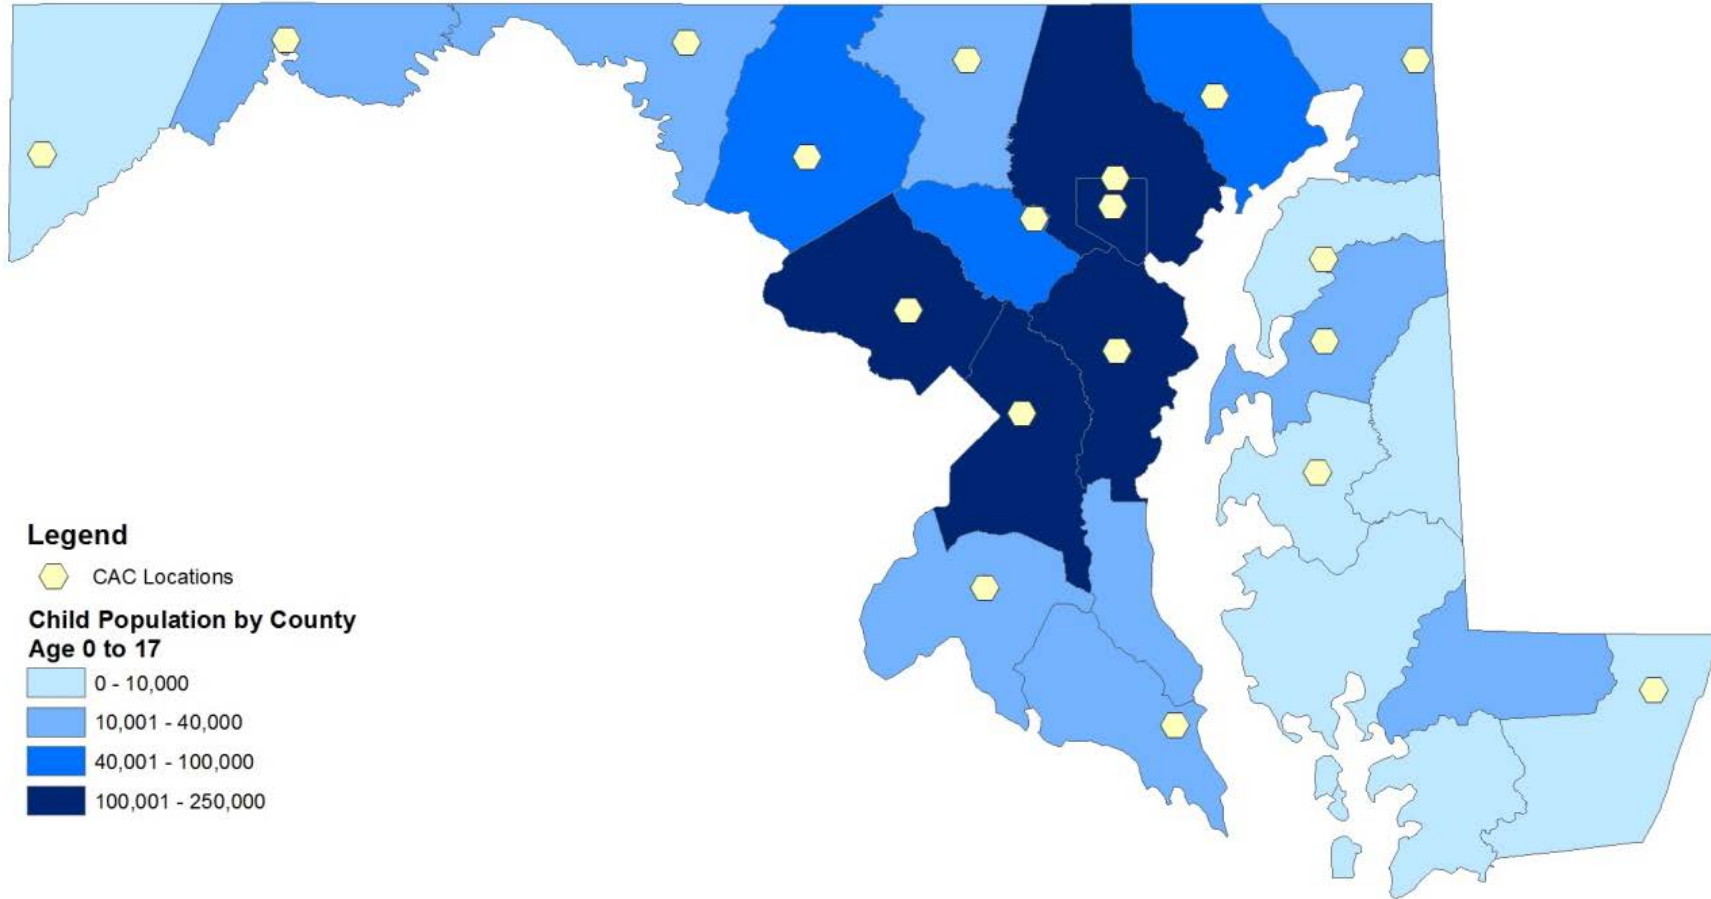 Legend
CAC Locations
Child Population by County
Age 0 to 17
0 - 10,000
10,001 - 40,000
40,001 - 100,000
100,001 - 250,000